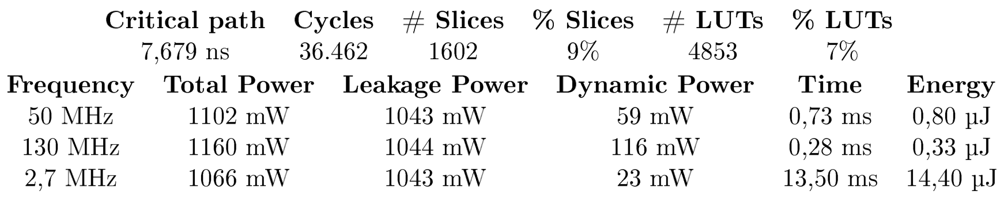 Critical path Cycles # Slices % Slices # LUTs % LUTs
7,679 ns 36.462 1602 9% 4853 7%
Frequency Total Power Leakage Power Dynamic Power Time Energy
50 MHz 1102 mW 1043 mW 59 mW 0,73 ms 0,80 µJ
130 MHz 1160 mW 1044 mW 116 mW 0,28 ms 0,33 µJ
2,7 MHz 1066 mW 1043 mW 23 mW 13,50 ms 14,40 µJ